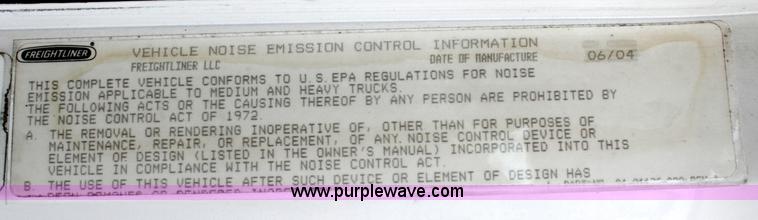 FREIGHTLINER
VEHICLE NOISE EMISSION CONTROL INFORMATION
FREIGHTLINER LLC DATE OF MANUFACTURE 06/04
THIS COMPLETE VEHICLE CONFORMS TO U.S.EPA REGULATIONS FOR NOISE
EMISSION APPLICABLE TO MEDIUM AND HEAVY TRUCKS.
THE FOLLOWING ACTS OR THE CAUSING THEREOF BY ANY PERSON ARE PROHIBITED BY
THE NOISE CONTROL ACT OF 1972.
A. THE REMOVAL OR RENDERING INOPERATIVE OF, OTHER THAN FOR PURPOSES OF
MAINTENANCE, REPAIR, OR REPLACEMENT, OF ANY NOISE CONTROL DEVICE OR
ELEMENT OF DESIGN (LISTED IN THE OWNER'S MANUAL) INCORPORATED INTO THIS
VEHICLE IN COMPLIANCE WITH THE NOISE CONTROL ACT.
B. THE USE OF THIS VEHICLE AFTER SUCH DEVICE OR ELEMENT OF DESIGN HAS
www.purplewave.com